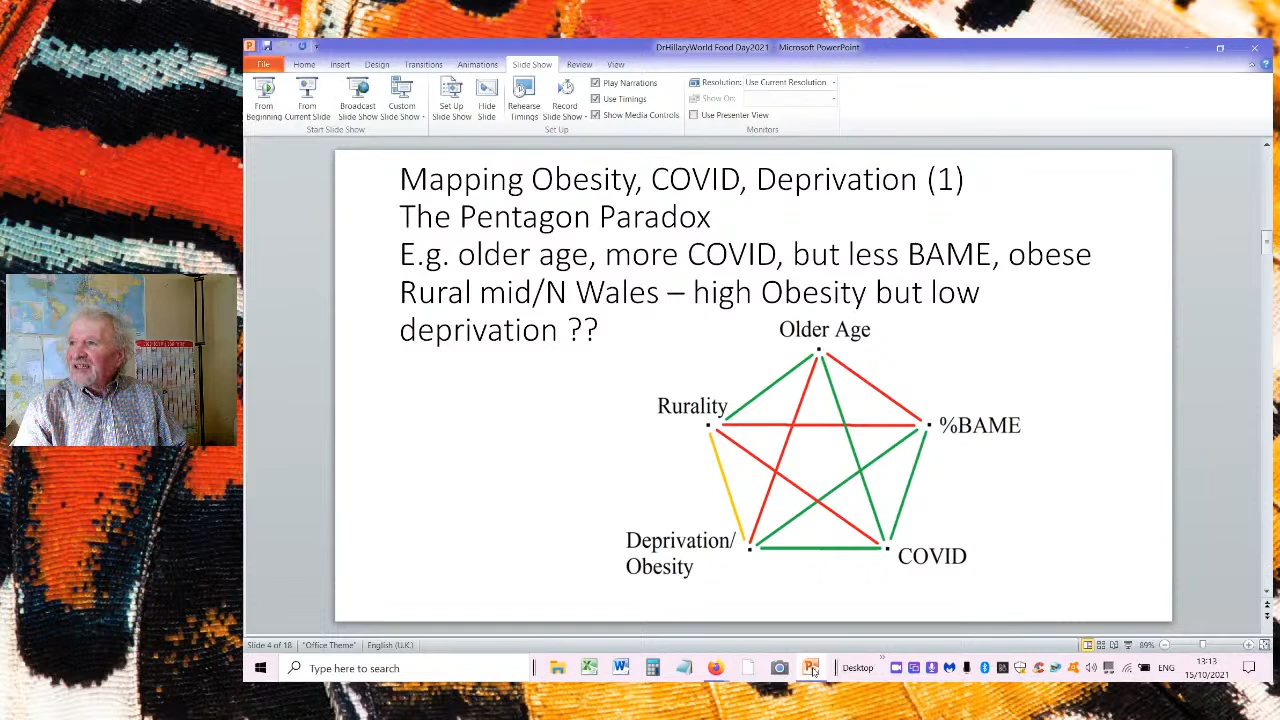 DrHillaryWorld Oct 2021 - Microsoft PowerPoint
File Home Insert Design Transitions Animations Slide Show Review View
From Beginning
From Current Slide
Broadcast Slide Show
Custom Slide Show
Start Slide Show
Set Up Slide Show
Hide Slide
Rehearse Timings
Record Slide Show
Play Narrations
Use Timings
Show Media Controls
Set Up
Resolution: Use Current Resolution
Show On:
Use Presenter View
Monitors
Mapping Obesity, COVID, Deprivation (1)
The Pentagon Paradox
E.g. older age, more COVID, but less BAME, obese
Rural mid/N Wales – high Obesity but low
deprivation ??
Older Age
Rurality
%BAME
Deprivation/
Obesity
COVID
Slide 4 of 18 "Office Theme" English (U.K.) 89%
Type here to search
Desktop
ENG
13:13
15/10/2021